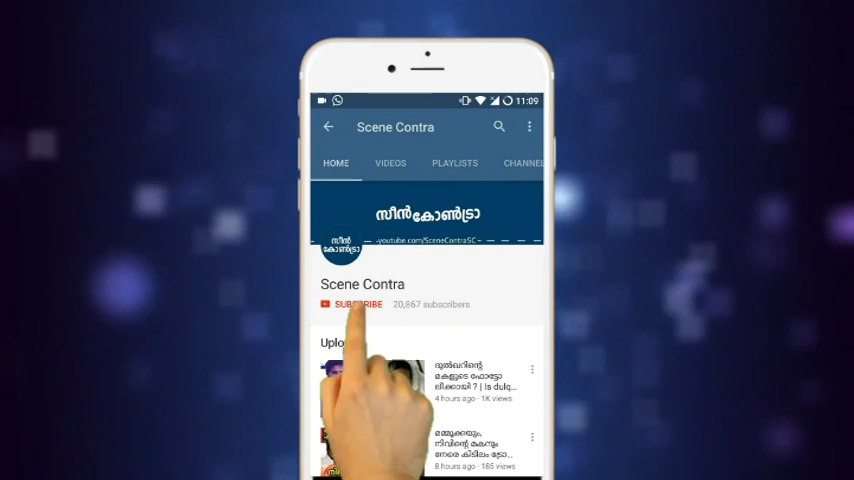 11:09
Scene Contra
HOME VIDEOS PLAYLISTS CHANNEL
സീൻ കോൺട്രാ
സീൻ
കോൺട്രാ
youtube.com/SceneContraSC
Scene Contra
SUBSCRIBE 20,867 subscribers
Uplo
ദുൽഖറിന്റെ
മകളുടെ ഫോട്ടോ
ലീക്കായി ? | Is dulq...
4 hours ago · 1K views
മമ്മൂക്കയും,
നിവിന്റെ മകനും
നേരെ കിടിലം ട്രോ...
8 hours ago · 185 views